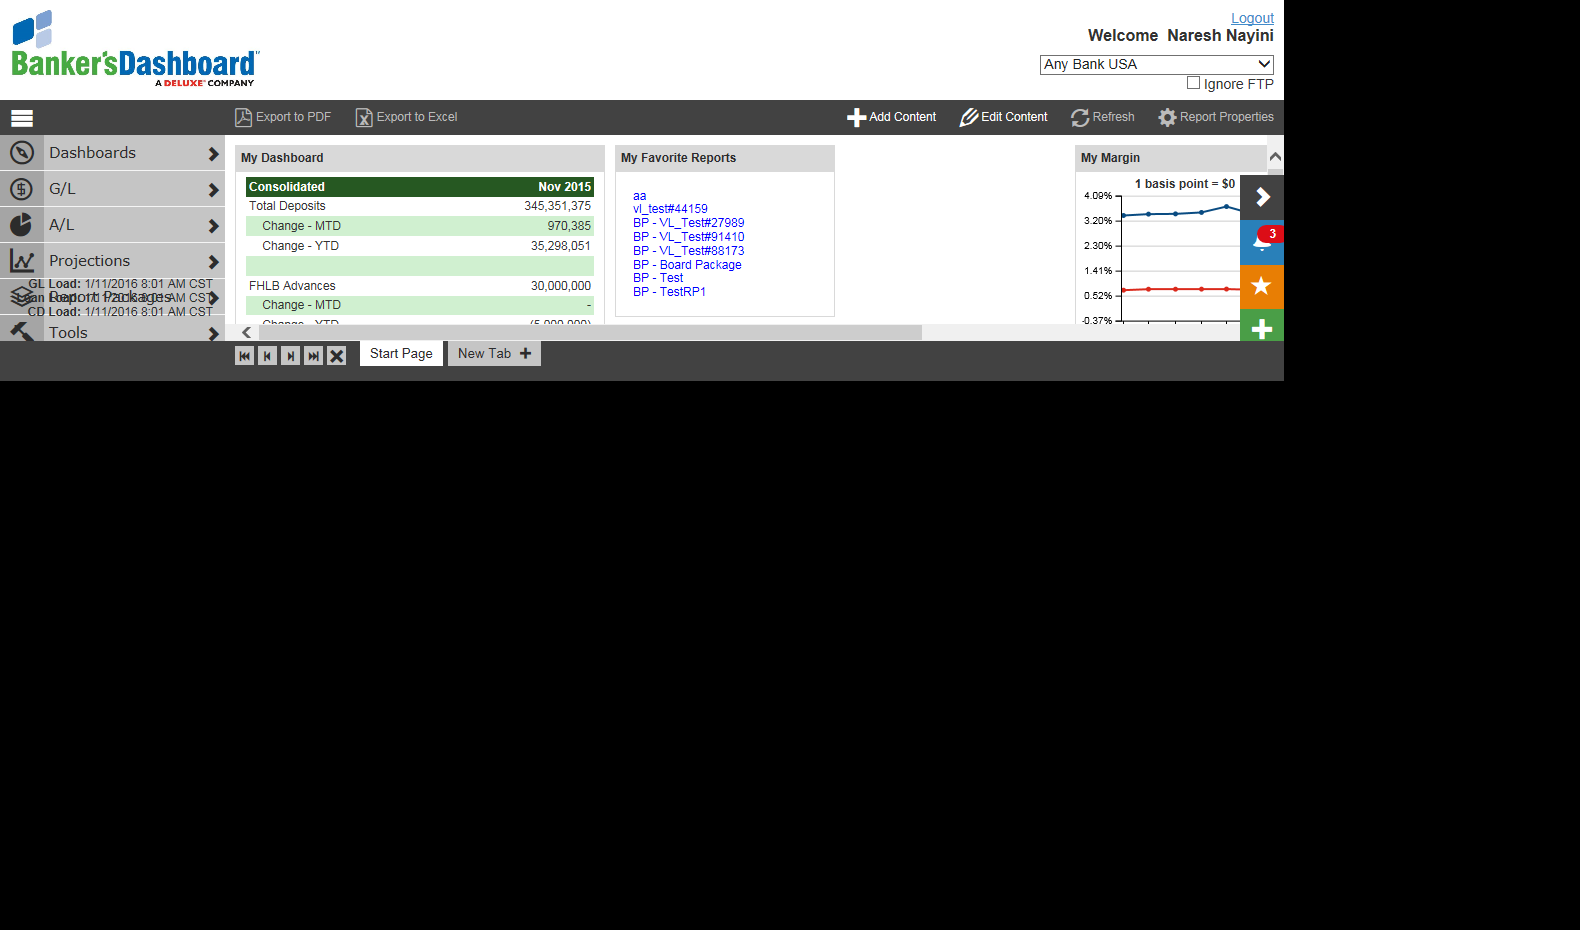 Banker'sDashboard™
A DELUXE COMPANY
Logout
Welcome Naresh Nayini
Any Bank USA
Ignore FTP
Export to PDF
Export to Excel
Add Content
Edit Content
Refresh
Report Properties
Dashboards
G/L
A/L
Projections
GL Load: 1/11/2016 8:01 AM CST
Report Packages
Loan Load: 1/11/2016 8:01 AM CST
CD Load: 1/11/2016 8:01 AM CST
Tools
My Dashboard
Consolidated Nov 2015
Total Deposits 345,351,375
Change - MTD 970,385
Change - YTD 35,298,051
FHLB Advances 30,000,000
Change - MTD -
Change - YTD (5,000,000)
My Favorite Reports
aa
vl_test#44159
BP - VL_Test#27989
BP - VL_Test#91410
BP - VL_Test#88173
BP - Board Package
BP - Test
BP - TestRP1
My Margin
1 basis point = $0
4.09%
3.20%
2.30%
1.41%
0.52%
-0.37%
3
Start Page
New Tab